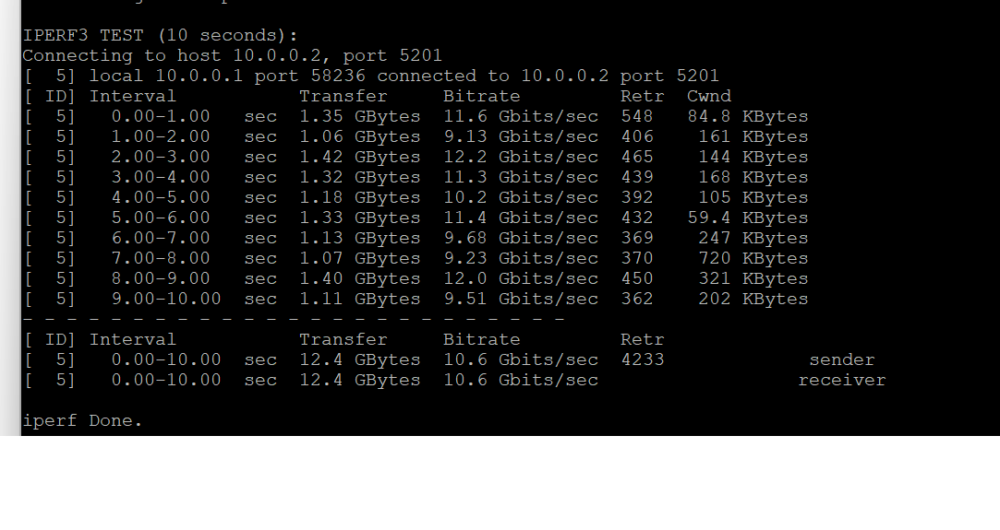 IPERF3 TEST (10 seconds):
Connecting to host 10.0.0.2, port 5201
[  5] local 10.0.0.1 port 58236 connected to 10.0.0.2 port 5201
[ ID] Interval           Transfer     Bitrate         Retr  Cwnd
[  5]   0.00-1.00   sec  1.35 GBytes  11.6 Gbits/sec  548   84.8 KBytes
[  5]   1.00-2.00   sec  1.06 GBytes  9.13 Gbits/sec  406    161 KBytes
[  5]   2.00-3.00   sec  1.42 GBytes  12.2 Gbits/sec  465    144 KBytes
[  5]   3.00-4.00   sec  1.32 GBytes  11.3 Gbits/sec  439    168 KBytes
[  5]   4.00-5.00   sec  1.18 GBytes  10.2 Gbits/sec  392    105 KBytes
[  5]   5.00-6.00   sec  1.33 GBytes  11.4 Gbits/sec  432   59.4 KBytes
[  5]   6.00-7.00   sec  1.13 GBytes  9.68 Gbits/sec  369    247 KBytes
[  5]   7.00-8.00   sec  1.07 GBytes  9.23 Gbits/sec  370    720 KBytes
[  5]   8.00-9.00   sec  1.40 GBytes  12.0 Gbits/sec  450    321 KBytes
[  5]   9.00-10.00  sec  1.11 GBytes  9.51 Gbits/sec  362    202 KBytes
- - - - - - - - - - - - - - - - - - - - - - - - -
[ ID] Interval           Transfer     Bitrate         Retr
[  5]   0.00-10.00  sec  12.4 GBytes  10.6 Gbits/sec  4233             sender
[  5]   0.00-10.00  sec  12.4 GBytes  10.6 Gbits/sec                  receiver
iperf Done.